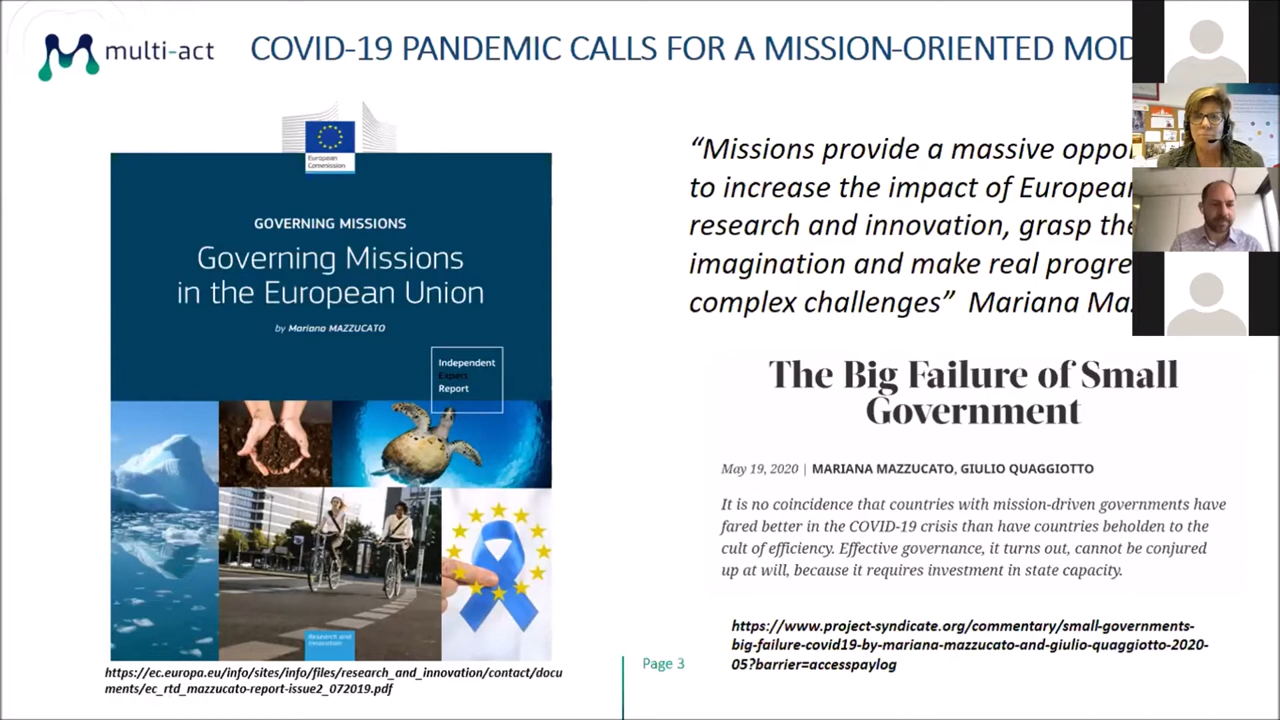 multi-act
COVID-19 PANDEMIC CALLS FOR A MISSION-ORIENTED MOD
European
Commission
GOVERNING MISSIONS
Governing Missions
in the European Union
by Mariana MAZZUCATO
Independent
Expert
Report
Research and
Innovation
https://ec.europa.eu/info/sites/info/files/research_and_innovation/contact/docu
ments/ec_rtd_mazzucato-report-issue2_072019.pdf
“Missions provide a massive oppo
to increase the impact of European
research and innovation, grasp the
imagination and make real progre
complex challenges” Mariana Ma
The Big Failure of Small
Government
May 19, 2020 | MARIANA MAZZUCATO, GIULIO QUAGGIOTTO
It is no coincidence that countries with mission-driven governments have
fared better in the COVID-19 crisis than have countries beholden to the
cult of efficiency. Effective governance, it turns out, cannot be conjured
up at will, because it requires investment in state capacity.
https://www.project-syndicate.org/commentary/small-governments-
big-failure-covid19-by-mariana-mazzucato-and-giulio-quaggiotto-2020-
05?barrier=accesspaylog
Page 3